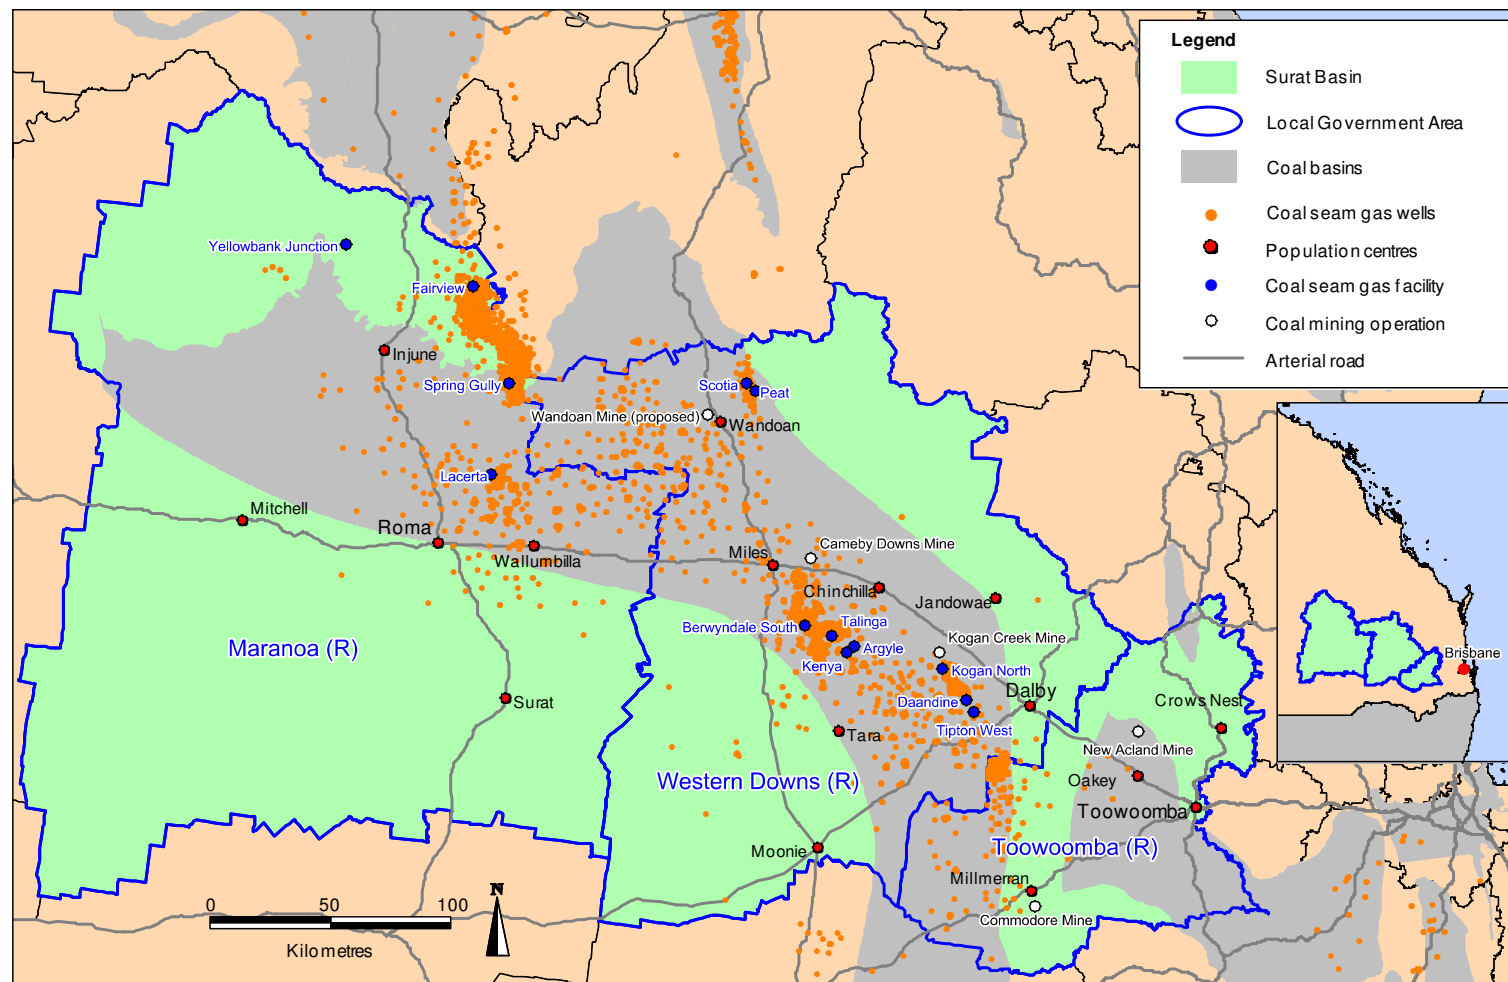 Legend
Surat Basin
Local Government Area
Coal basins
Coal seam gas wells
Population centres
Coal seam gas facility
Coal mining operation
Arterial road
Yellowbank Junction
Fairview
Injune
Spring Gully
Scotia
Peat
Wandoan Mine (proposed)
Wandoan
Lacerta
Mitchell
Roma
Wallumbilla
Miles
Cameby Downs Mine
Chinchilla
Jandowae
Berwyndale South
Talinga
Kogan Creek Mine
Argyle
Kenya
Kogan North
Maranoa (R)
Brisbane
Surat
Daandine
Dalby
Crows Nest
Tipton West
Tara
New Acland Mine
Western Downs (R)
Oakey
Toowoomba
Moonie
Toowoomba (R)
Millmerran
Commodore Mine
N
0 50 100
Kilometres